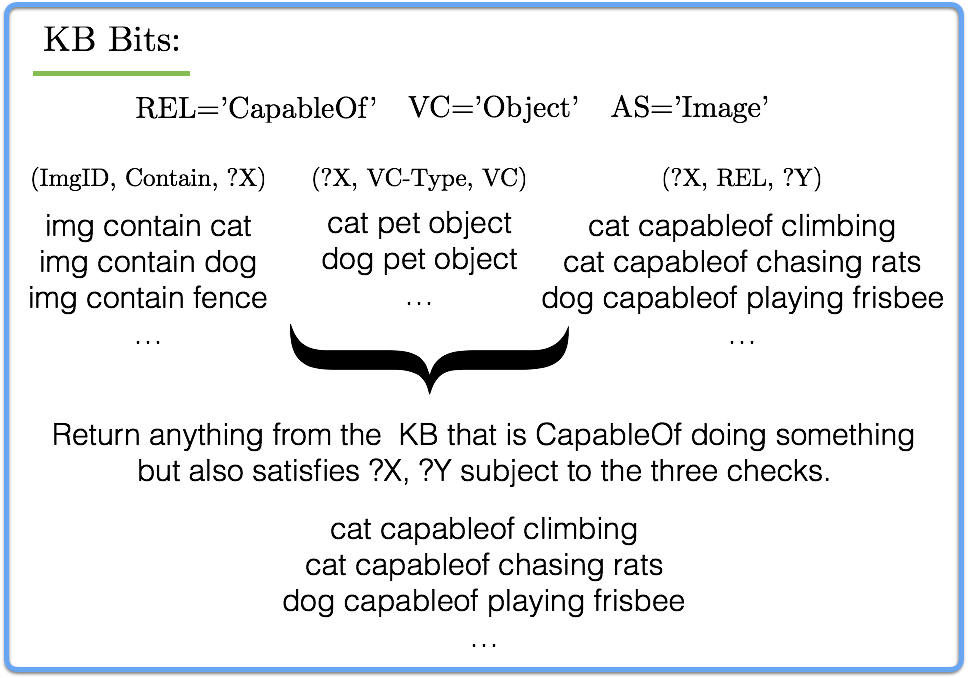 KB Bits:
REL='CapableOf' VC='Object' AS='Image'
(ImgID, Contain, ?X) (?X, VC-Type, VC) (?X, REL, ?Y)
img contain cat cat pet object cat capableof climbing
img contain dog dog pet object cat capableof chasing rats
img contain fence ... dog capableof playing frisbee
... ...
Return anything from the KB that is CapableOf doing something
but also satisfies ?X, ?Y subject to the three checks.
cat capableof climbing
cat capableof chasing rats
dog capableof playing frisbee
...